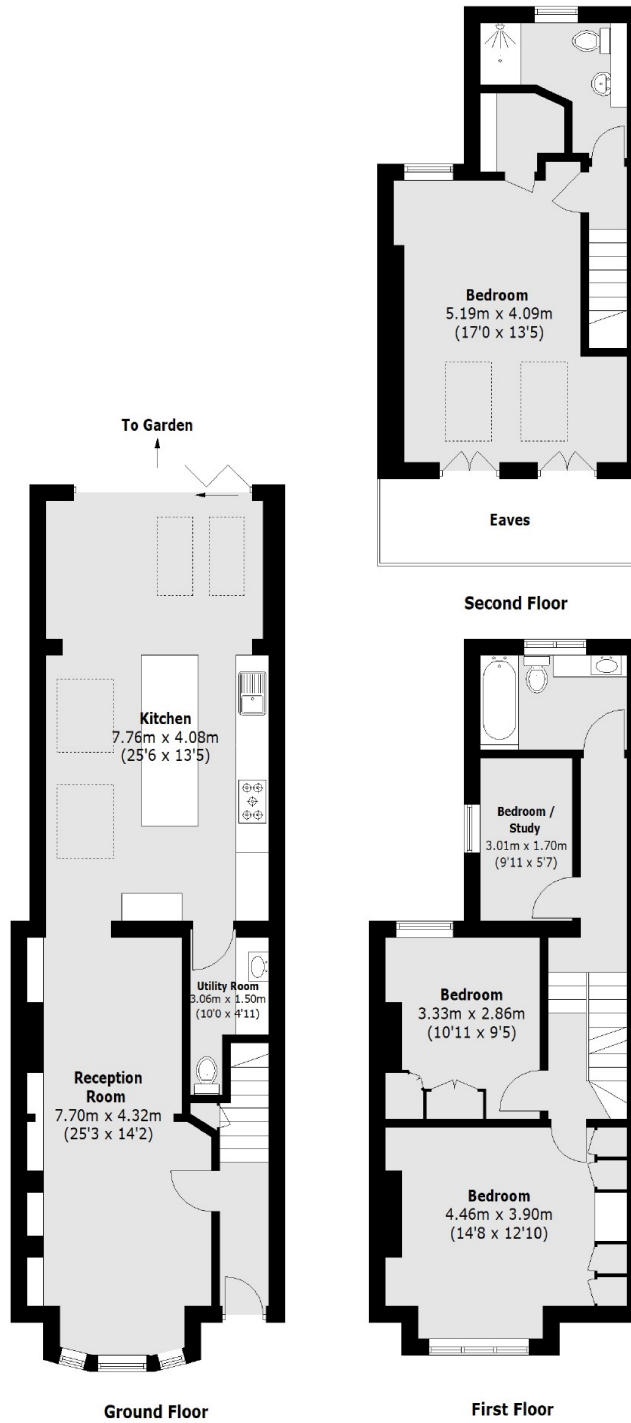 Bedroom
5.19m x 4.09m
(17'0 x 13'5)
Eaves
Second Floor
To Garden
Kitchen
7.76m x 4.08m
(25'6 x 13'5)
Utility Room
3.06m x 1.50m
(10'0 x 4'11)
Reception
Room
7.70m x 4.32m
(25'3 x 14'2)
Ground Floor
Bedroom /
Study
3.01m x 1.70m
(9'11 x 5'7)
Bedroom
3.33m x 2.86m
(10'11 x 9'5)
Bedroom
4.46m x 3.90m
(14'8 x 12'10)
First Floor